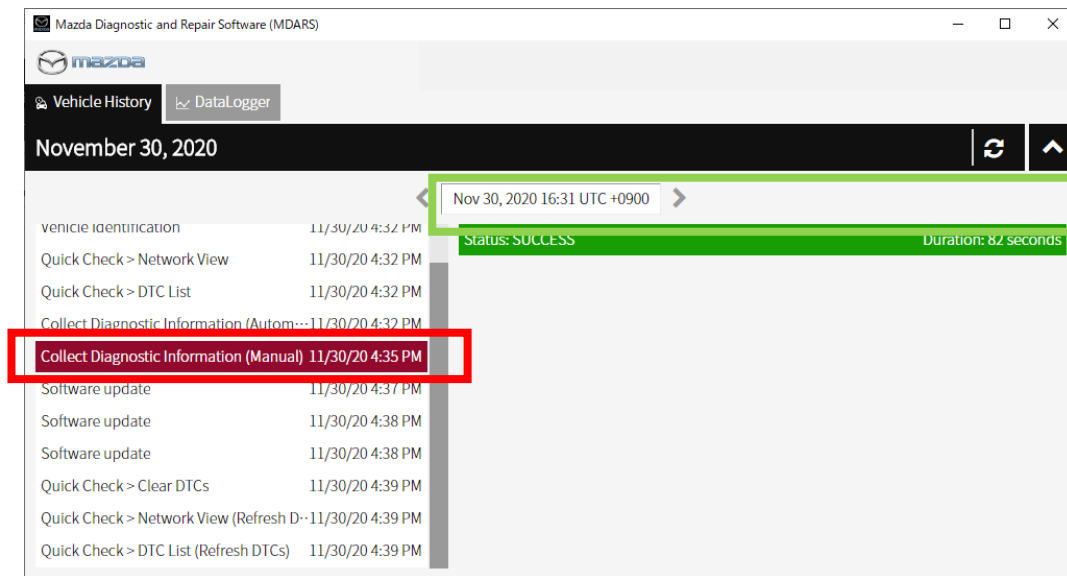 Mazda Diagnostic and Repair Software (MDARS)
mazda
Vehicle History DataLogger
November 30, 2020
Nov 30, 2020 16:31 UTC +0900
Vehicle Identification 11/30/20 4:32 PM
Status: SUCCESS Duration: 82 seconds
Quick Check > Network View 11/30/20 4:32 PM
Quick Check > DTC List 11/30/20 4:32 PM
Collect Diagnostic Information (Autom··· 11/30/20 4:32 PM
Collect Diagnostic Information (Manual) 11/30/20 4:35 PM
Software update 11/30/20 4:37 PM
Software update 11/30/20 4:38 PM
Software update 11/30/20 4:38 PM
Quick Check > Clear DTCs 11/30/20 4:39 PM
Quick Check > Network View (Refresh D·· 11/30/20 4:39 PM
Quick Check > DTC List (Refresh DTCs) 11/30/20 4:39 PM